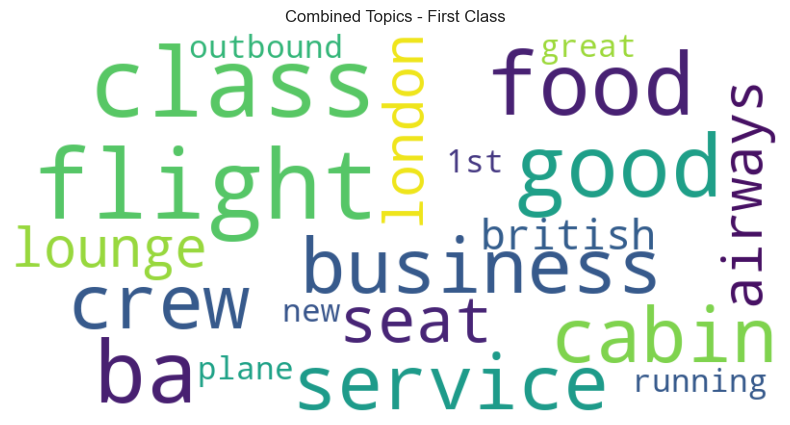 Combined Topics - First Class
outbound
great
class
london
food
flight
1st
good
airways
lounge
british
business
crew
new
seat
cabin
ba
plane
service
running